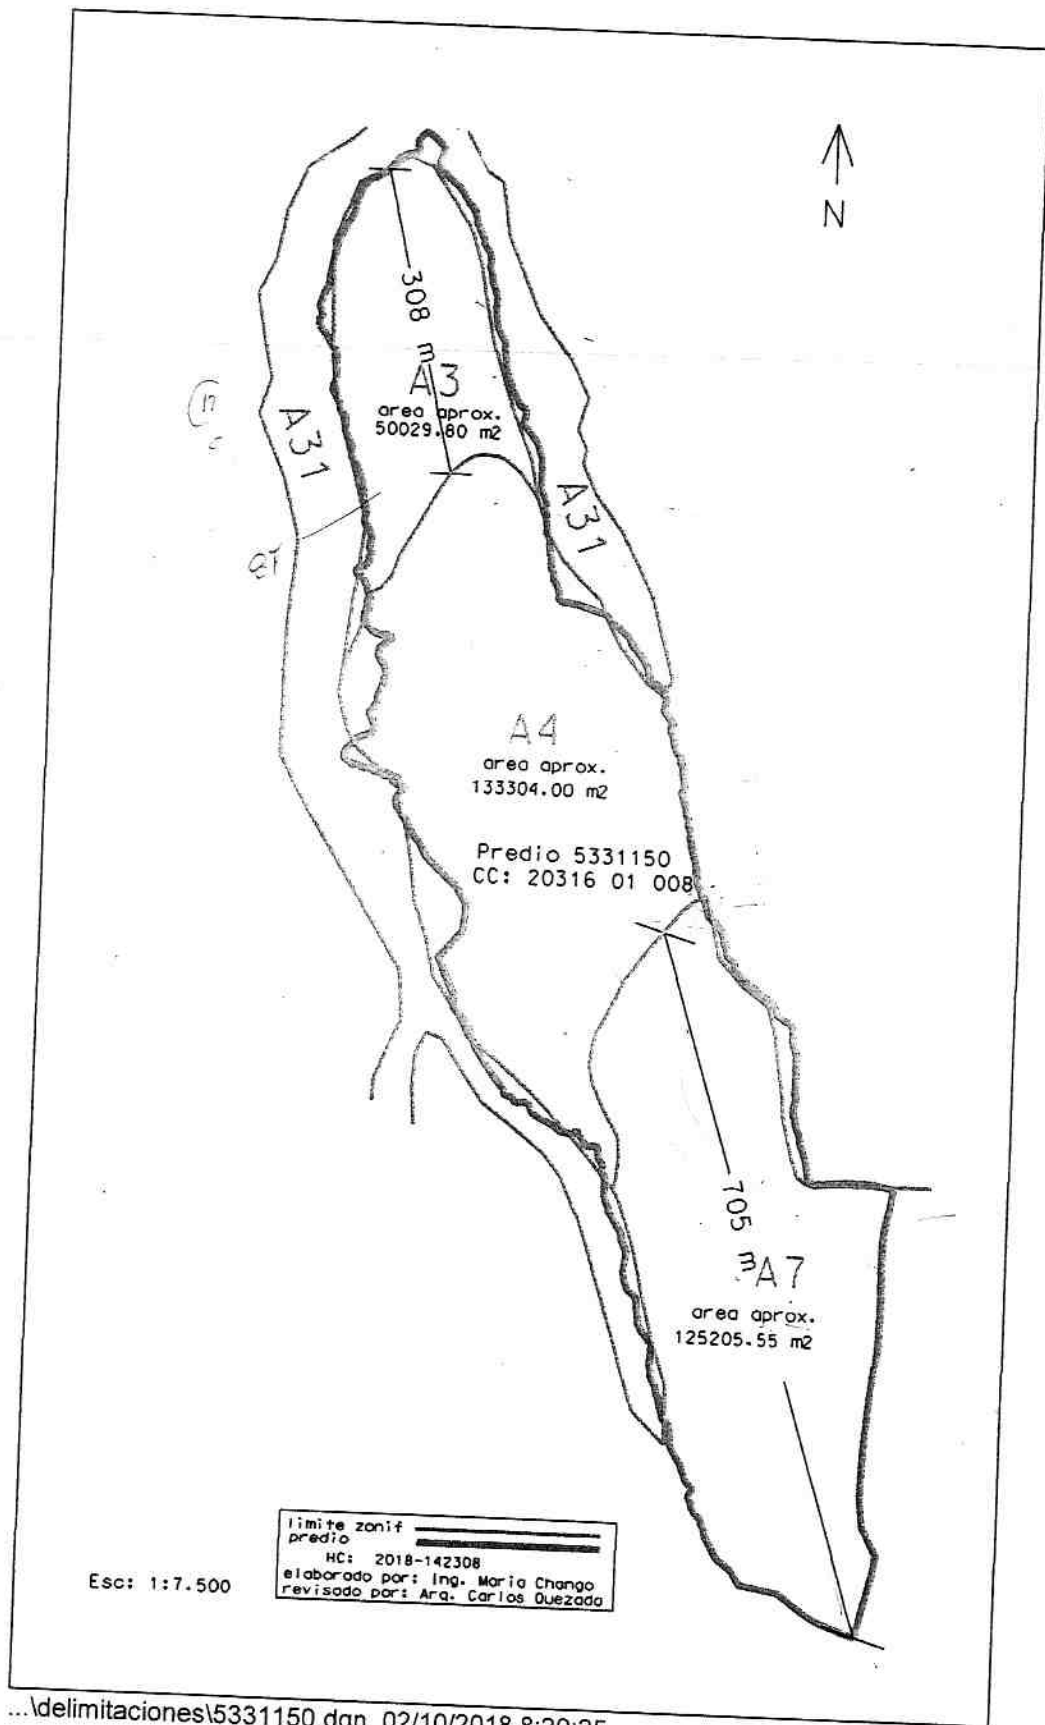 N
308 m
A3
area aprox.
50029.80 m2
A31
A31
A4
area aprox.
133304.00 m2
Predio 5331150
CC: 20316 01 008
705 m
A7
area aprox.
125205.55 m2
limite zonif
predio
HC: 2018-142308
elaborado por: Ing. Maria Chango
revisado por: Arq. Carlos Quezada
Esc: 1:7.500
...\delimitaciones\5331150.dgn 02/10/2018 8:20:25